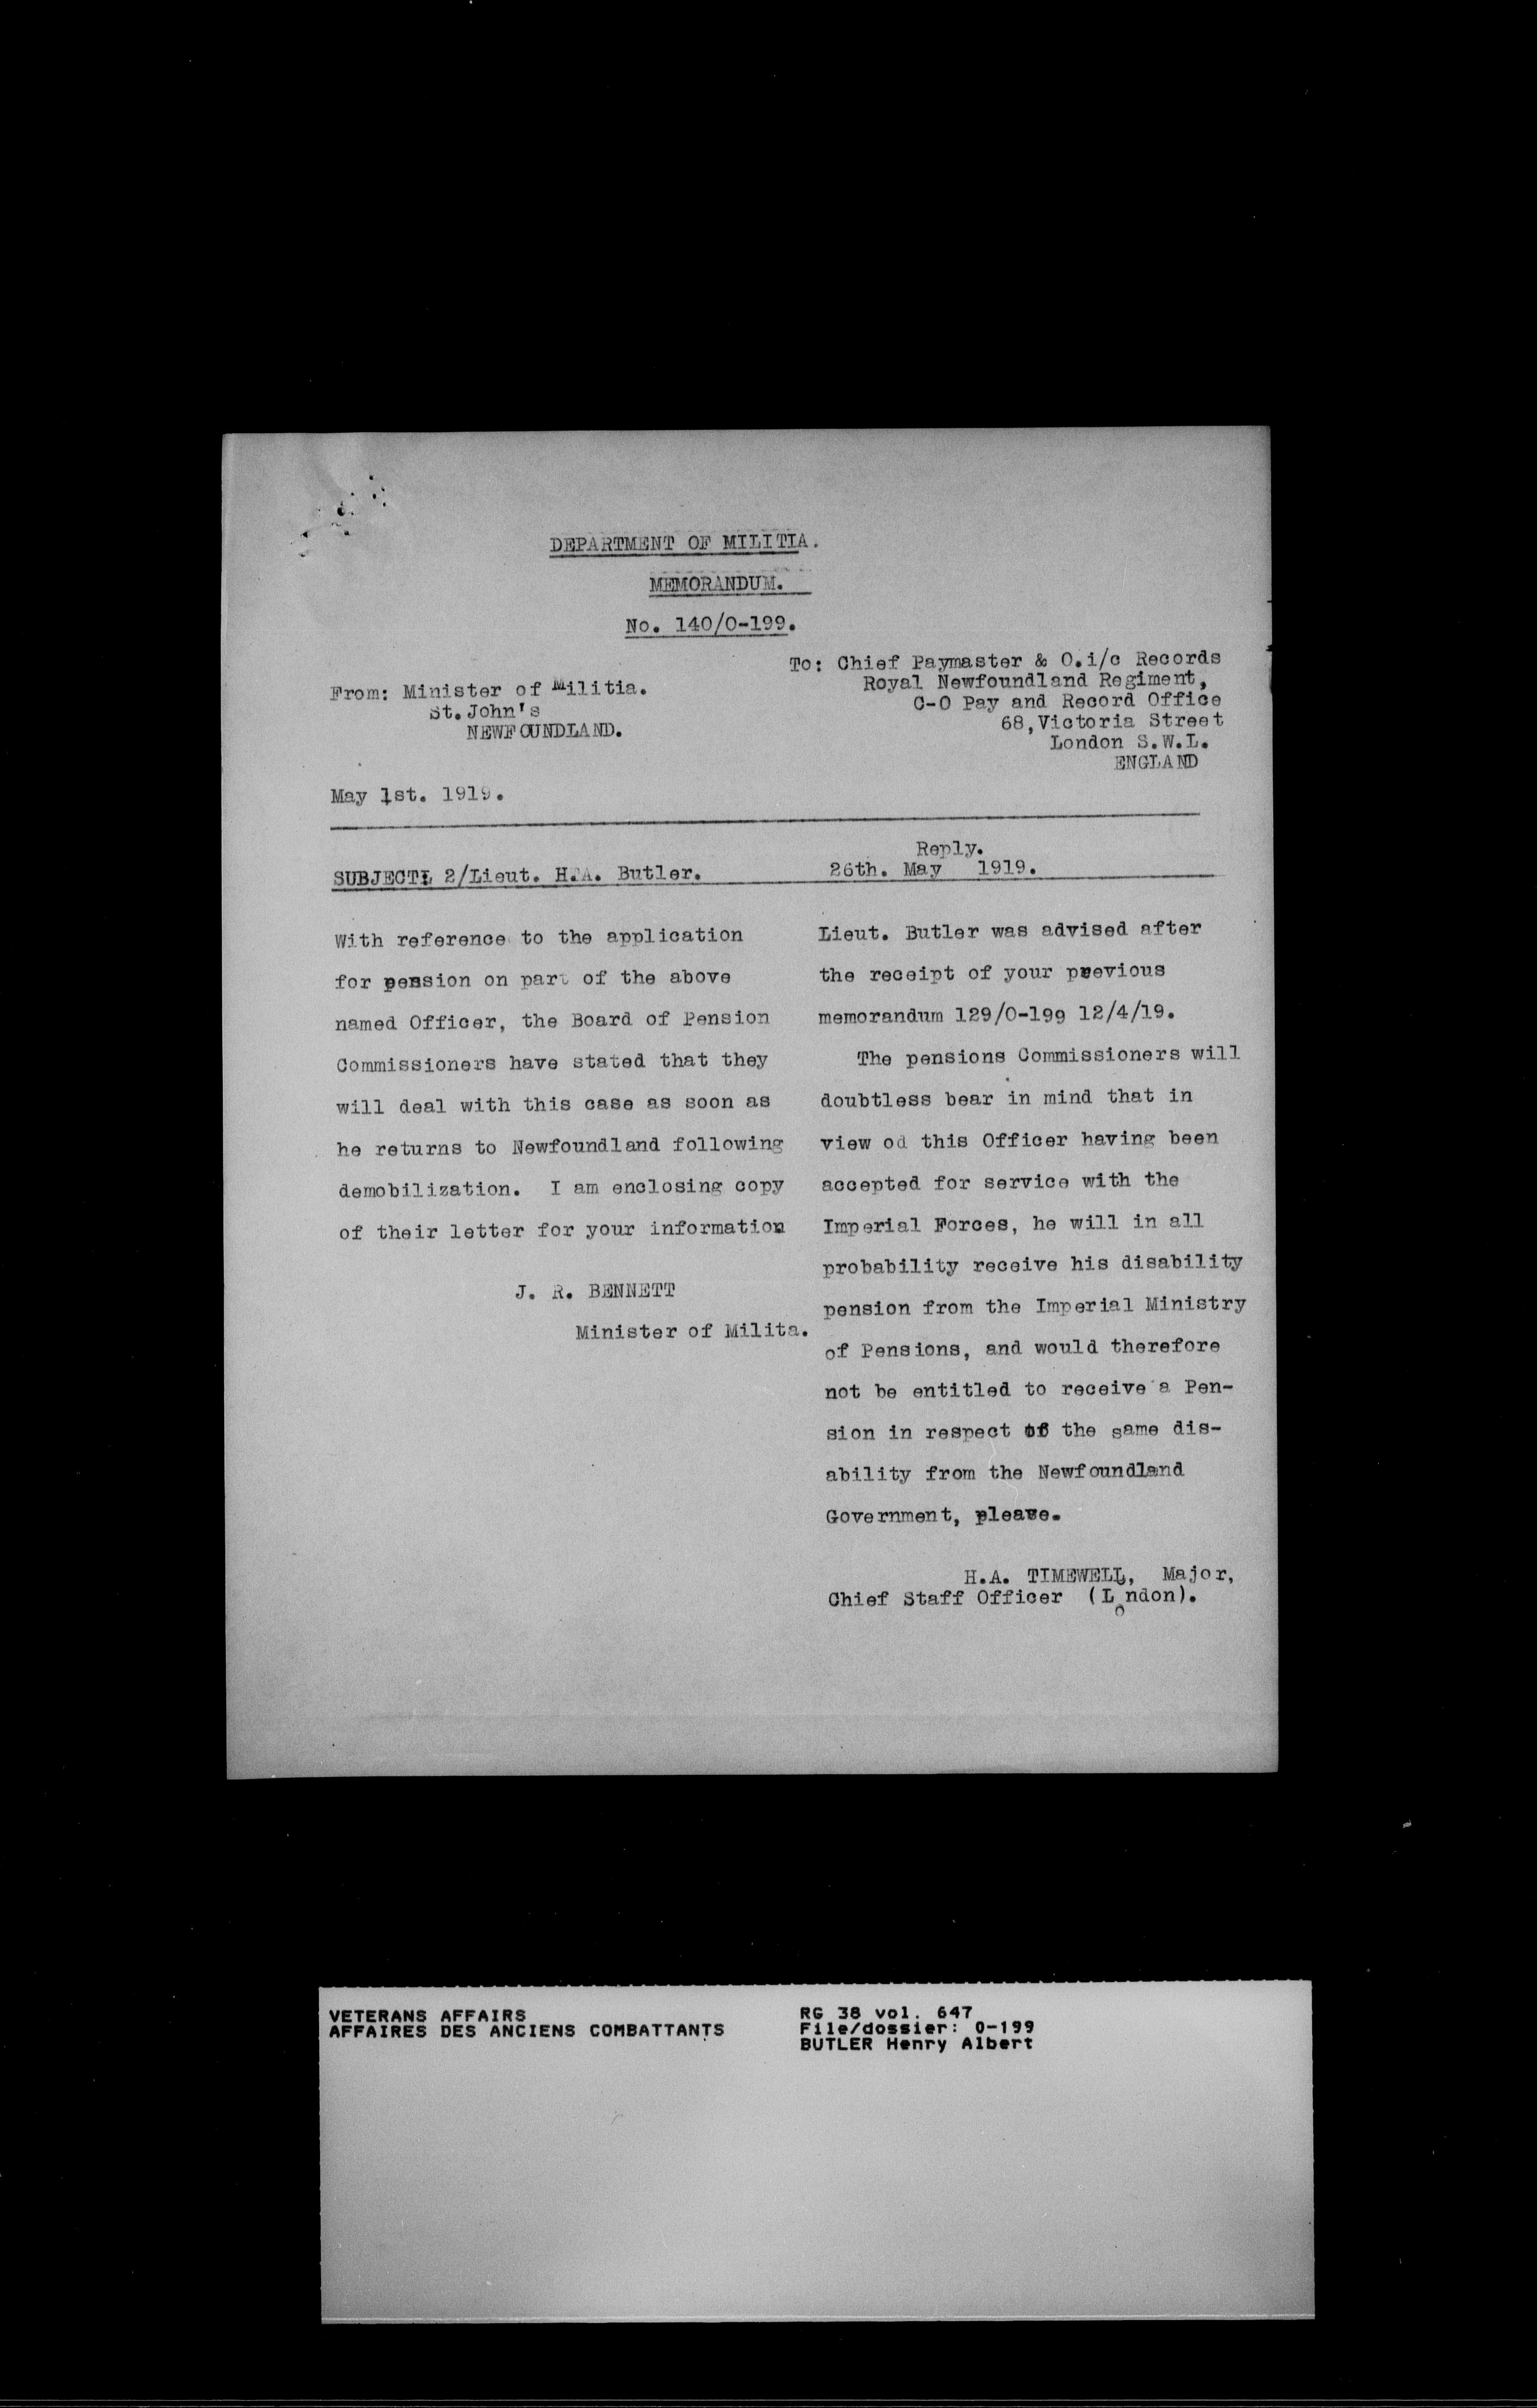 DEPARTMENT OF MILITIA.
MEMORANDUM.
No. 140/0-199.
From: Minister of Militia.
St. John's
NEWFOUNDLAND.
May 1st. 1919.
To: Chief Paymaster & O.i/c Records
Royal Newfoundland Regiment,
C-O Pay and Record Office
68,Victoria Street
London S.W.L.
ENGLAND
SUBJECT: 2/Lieut. H.A. Butler.
With reference to the application
for pension on part of the above
named Officer, the Board of Pension
Commissioners have stated that they
will deal with this case as soon as
he returns to Newfoundland following
demobilization. I am enclosing copy
of their letter for your information
J. R. BENNETT
Minister of Milita.
Reply.
26th. May 1919.
Lieut. Butler was advised after
the receipt of your previous
memorandum 129/0-199 12/4/19.
The pensions Commissioners will
doubtless bear in mind that in
view od this Officer having been
accepted for service with the
Imperial Forces, he will in all
probability receive his disability
pension from the Imperial Ministry
of Pensions, and would therefore
not be entitled to receive a Pen-
sion in respect of the same dis-
ability from the Newfoundland
Government, please.
H.A. TIMEWELL, Major,
Chief Staff Officer (London).
VETERANS AFFAIRS
AFFAIRES DES ANCIENS COMBATTANTS
RG 38 vol. 647
File/dossier: 0-199
BUTLER Henry Albert